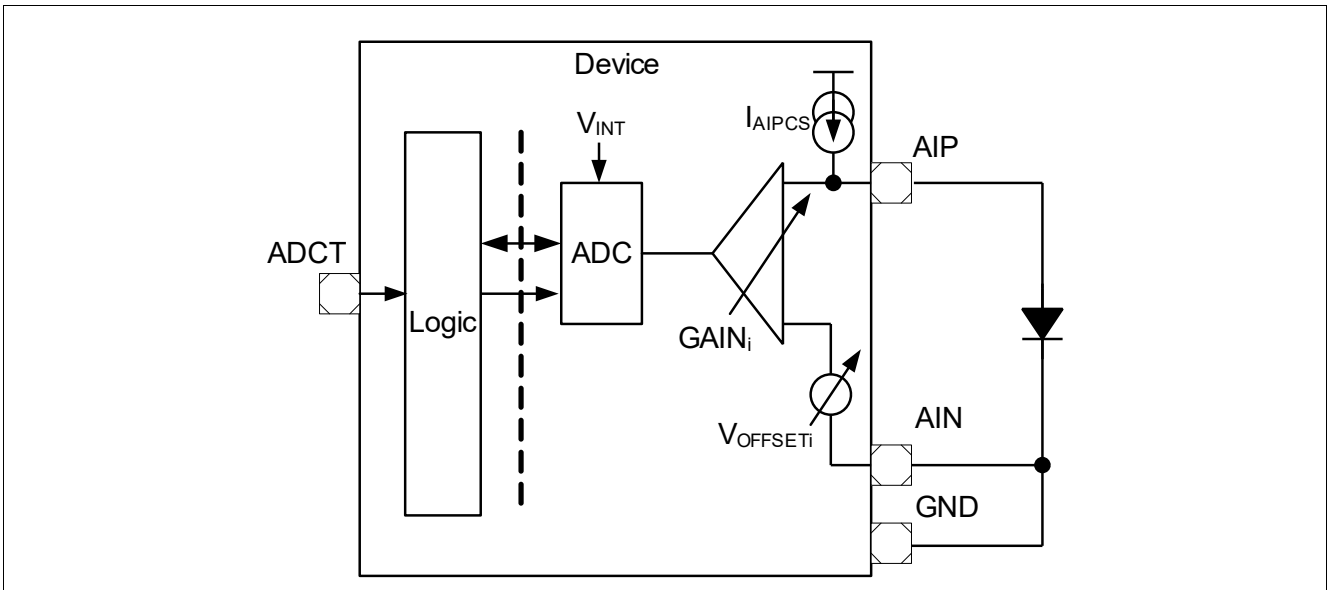 Device
I_AIPCS
V_INT
AIP
ADCT
ADC
Logic
GAIN_i
AIN
V_OFFSETi
GND